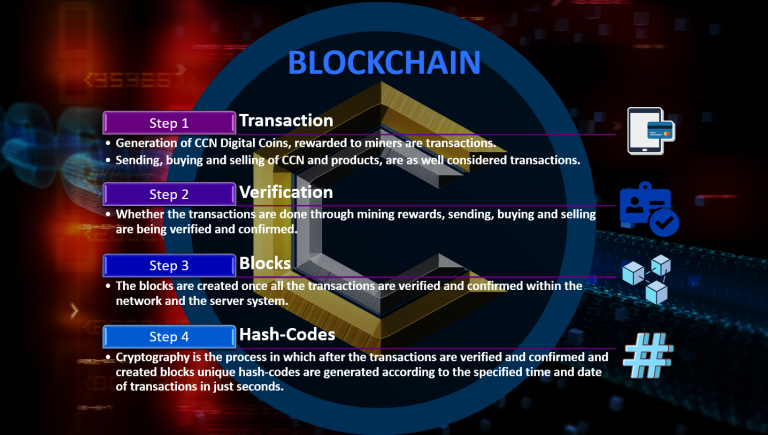 BLOCKCHAIN
Step 1
Transaction
• Generation of CCN Digital Coins, rewarded to miners are transactions.
• Sending, buying and selling of CCN and products, are as well considered transactions.
Step 2
Verification
• Whether the transactions are done through mining rewards, sending, buying and selling
are being verified and confirmed.
Step 3
Blocks
• The blocks are created once all the transactions are verified and confirmed within the
network and the server system.
Step 4
Hash-Codes
• Cryptography is the process in which after the transactions are verified and confirmed and
created blocks unique hash-codes are generated according to the specified time and date
of transactions in just seconds.
#